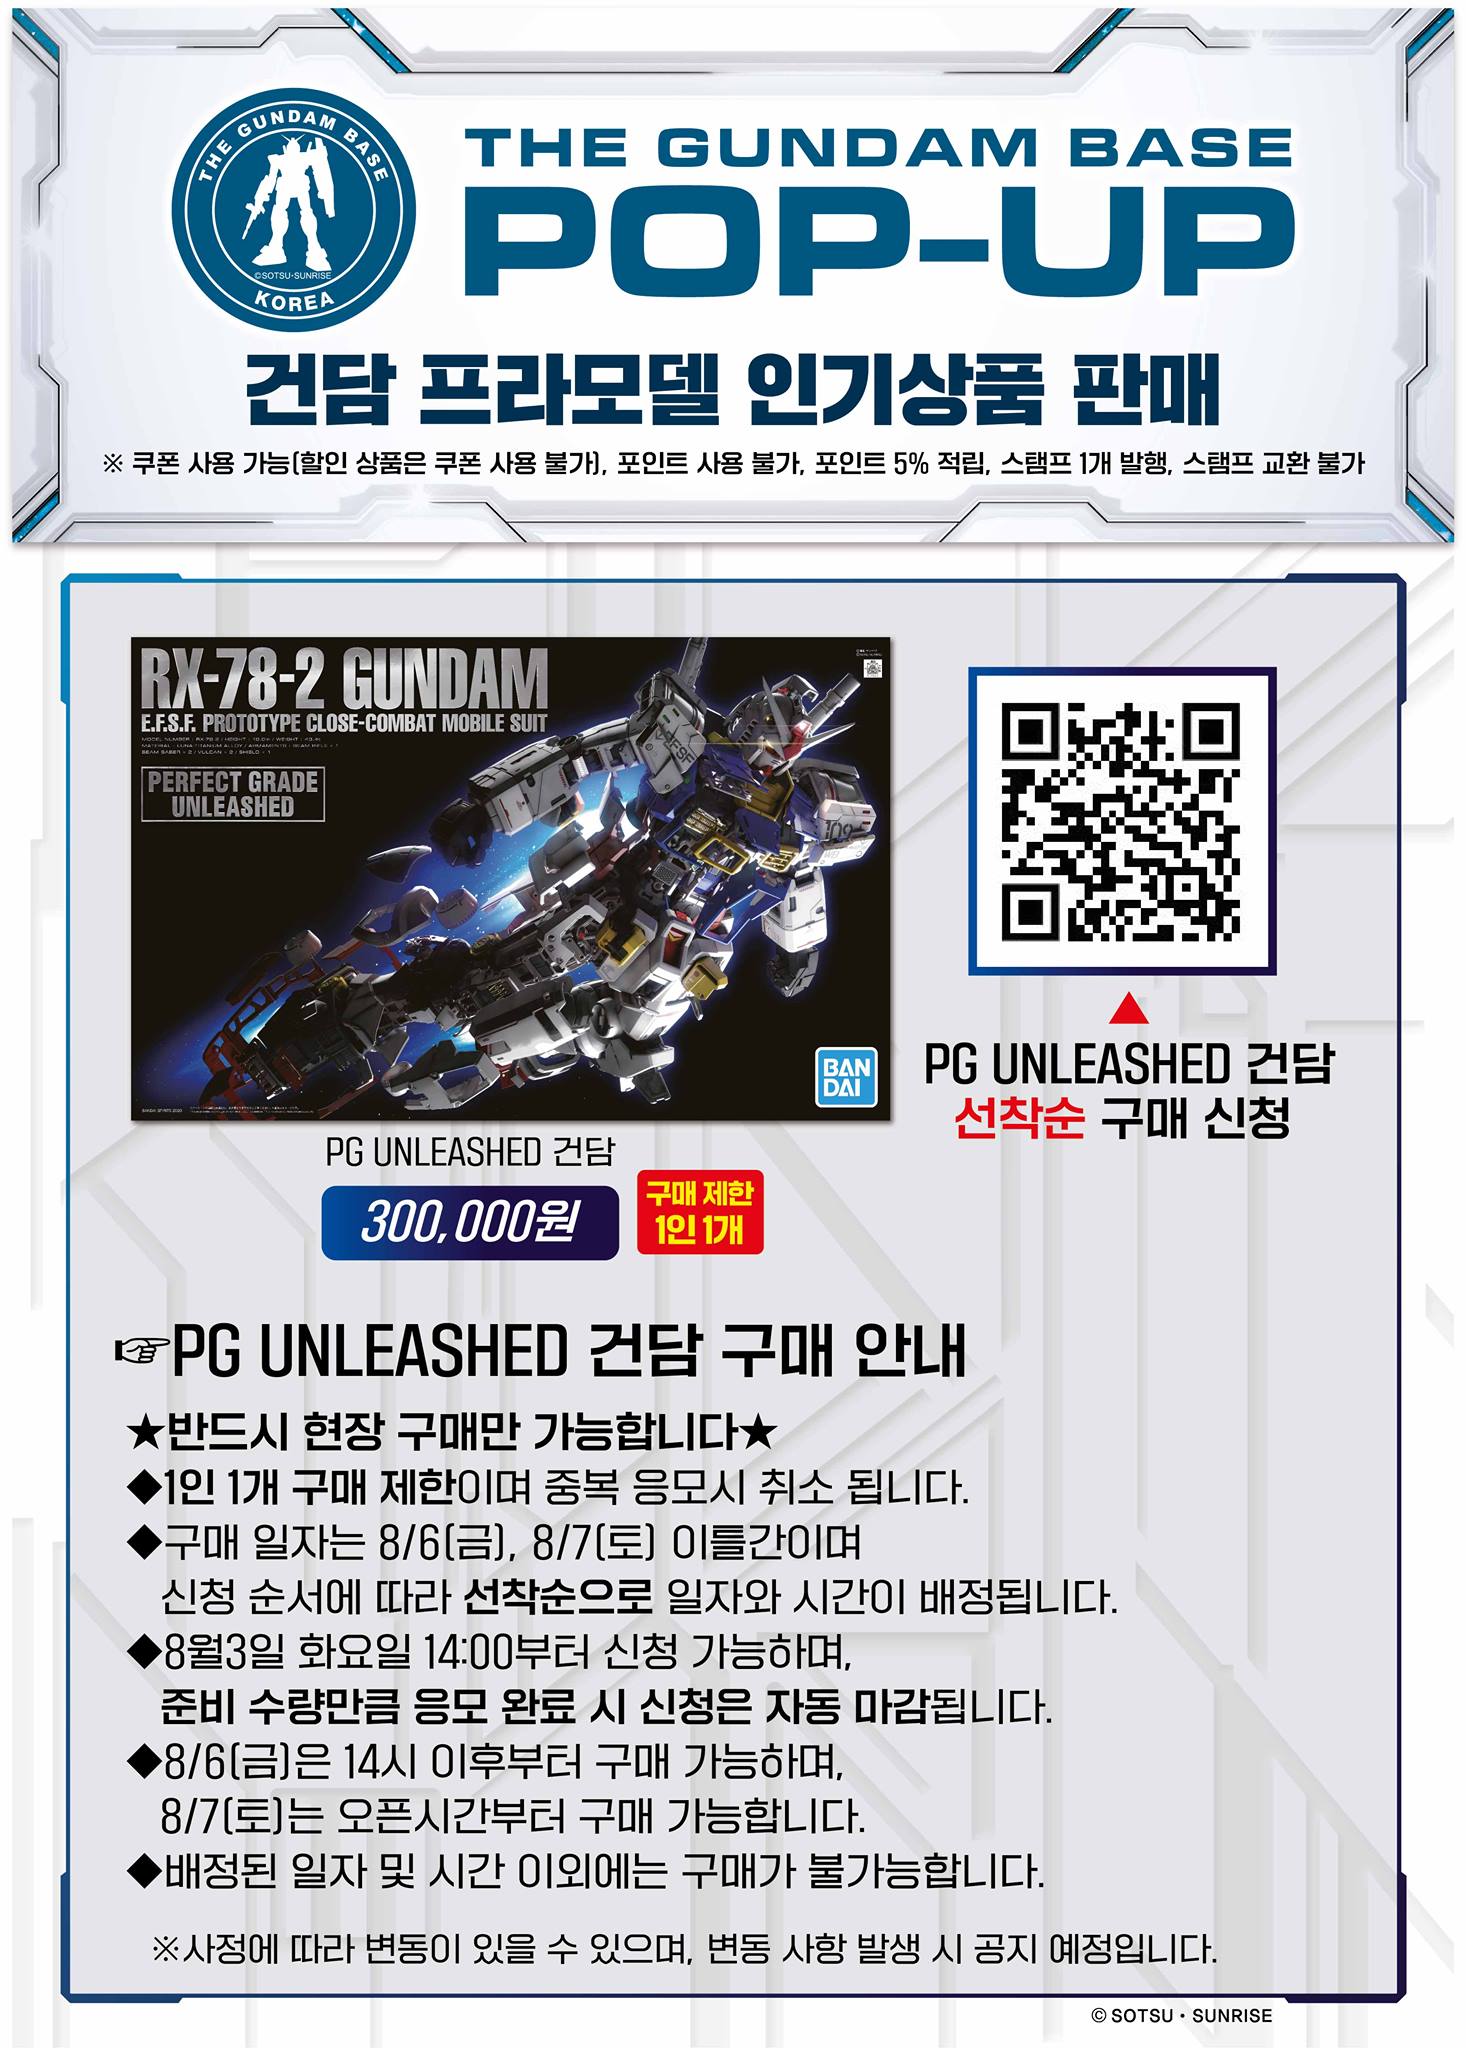 THE GUNDAM BASE
©SOTSU·SUNRISE
KOREA
THE GUNDAM BASE
POP-UP
건담 프라모델 인기상품 판매
※ 쿠폰 사용 가능(할인 상품은 쿠폰 사용 불가), 포인트 사용 불가, 포인트 5% 적립, 스탬프 1개 발행, 스탬프 교환 불가
RX-78-2 GUNDAM
E.F.S.F. PROTOTYPE CLOSE-COMBAT MOBILE SUIT
PERFECT GRADE
UNLEASHED
BAN
DAI
PG UNLEASHED 건담
300,000원
구매 제한
1인 1개
PG UNLEASHED 건담
선착순 구매 신청
☞PG UNLEASHED 건담 구매 안내
★반드시 현장 구매만 가능합니다★
◆1인 1개 구매 제한이며 중복 응모시 취소 됩니다.
◆구매 일자는 8/6(금), 8/7(토) 이틀간이며
신청 순서에 따라 선착순으로 일자와 시간이 배정됩니다.
◆8월3일 화요일 14:00부터 신청 가능하며,
준비 수량만큼 응모 완료 시 신청은 자동 마감됩니다.
◆8/6(금)은 14시 이후부터 구매 가능하며,
8/7(토)는 오픈시간부터 구매 가능합니다.
◆배정된 일자 및 시간 이외에는 구매가 불가능합니다.
※사정에 따라 변동이 있을 수 있으며, 변동 사항 발생 시 공지 예정입니다.
© SOTSU・SUNRISE